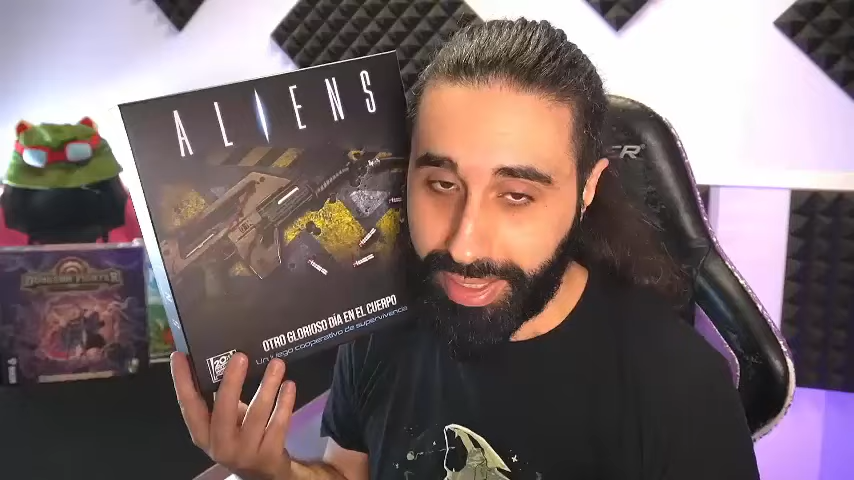 ALIENS
OTRO GLORIOSO DÍA EN EL CUERPO
Un juego cooperativo de supervivencia